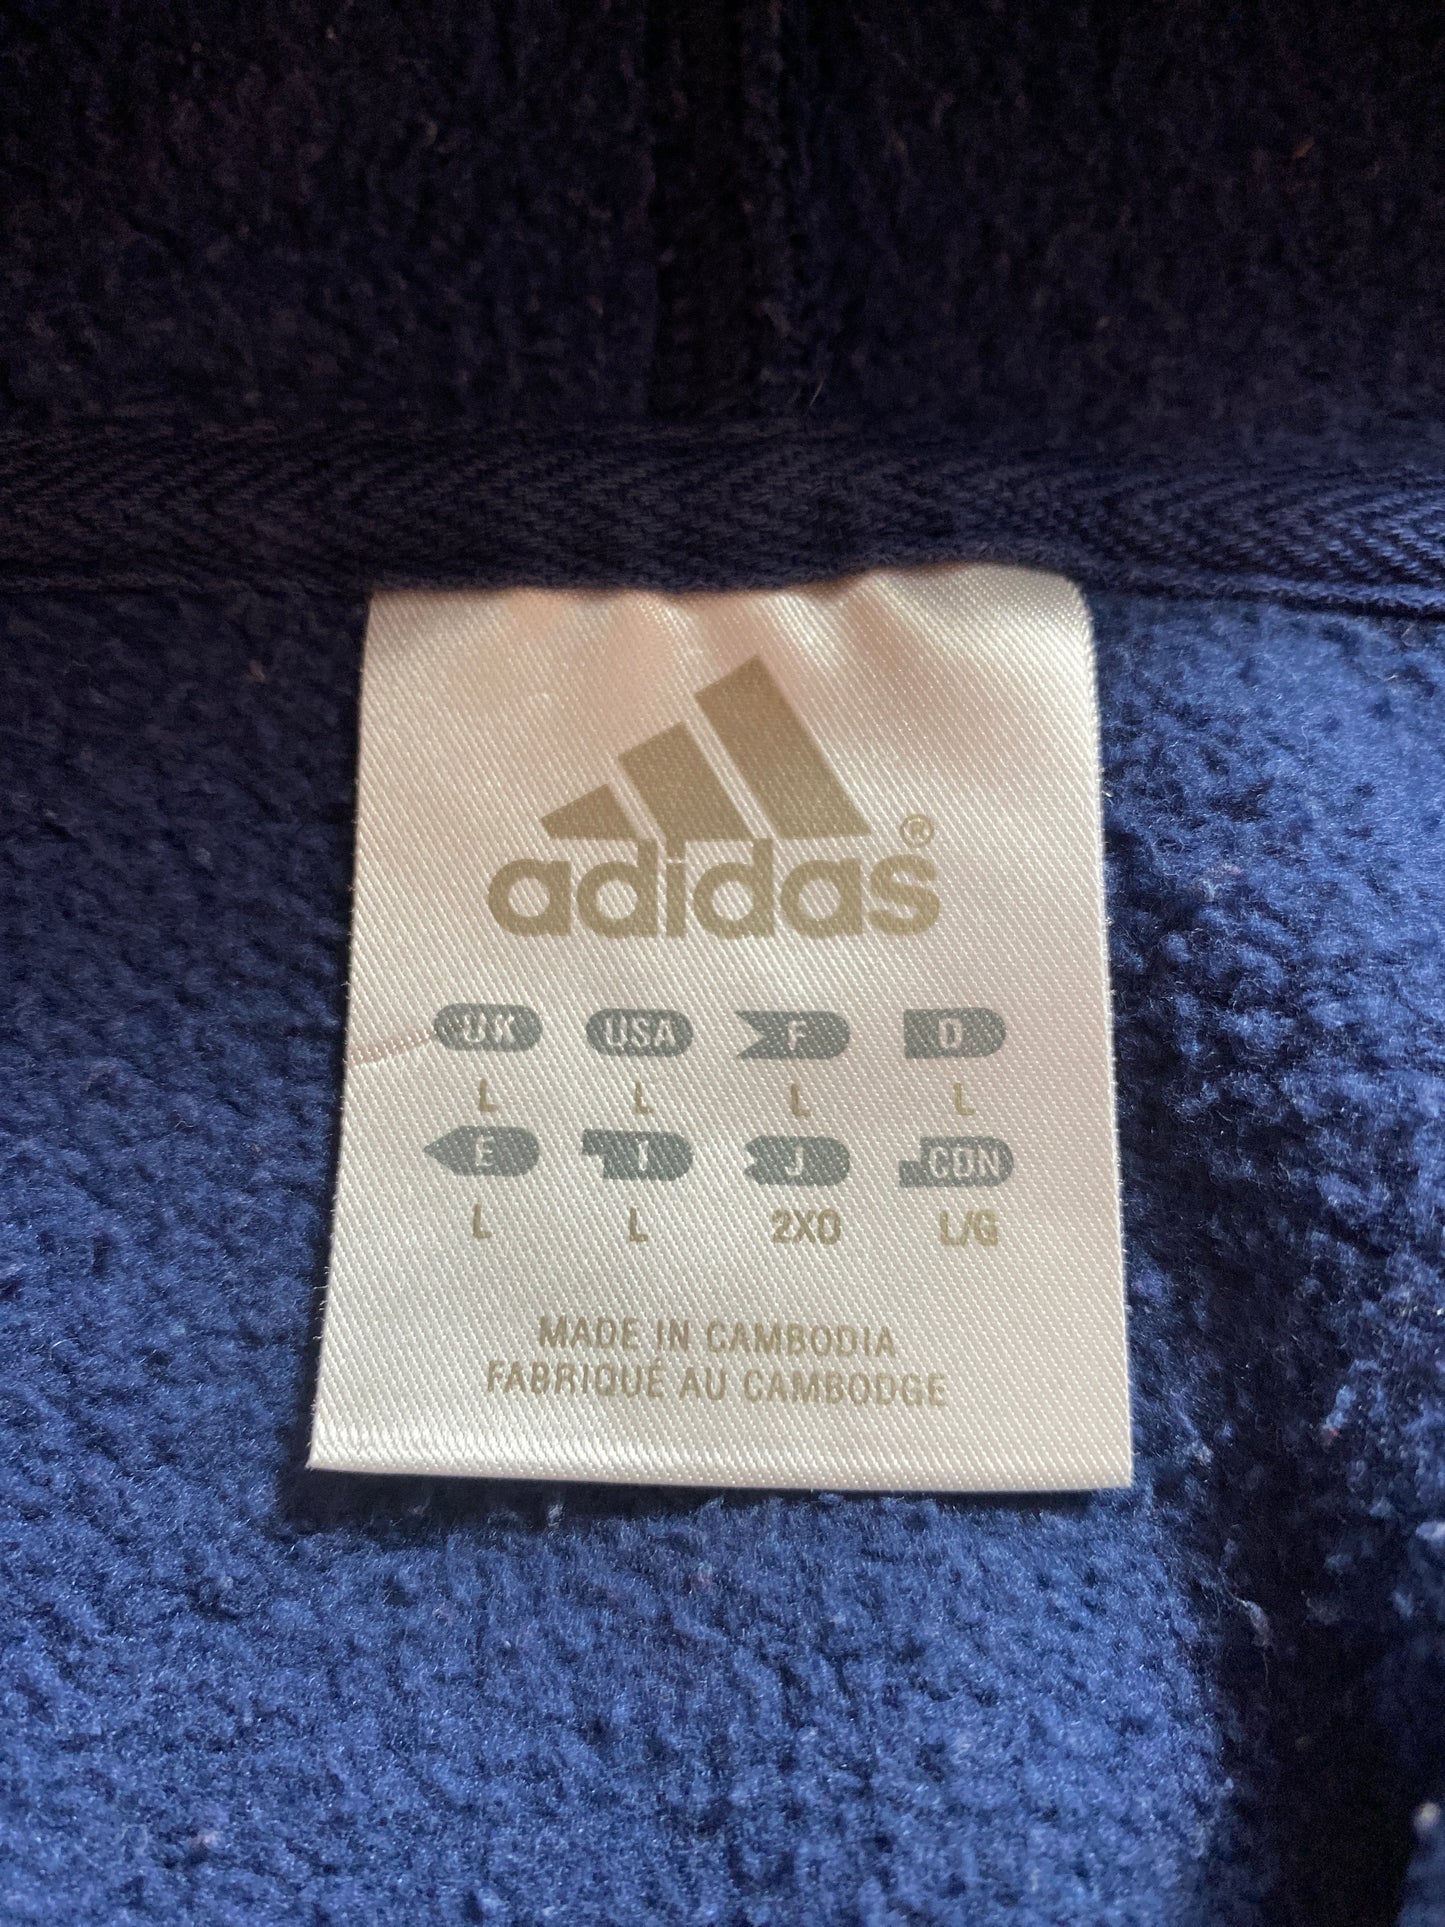 adidas®
UK USA F D
L L L L
E I J CDN
L L 2XO L/G
MADE IN CAMBODIA
FABRIQUÉ AU CAMBODGE